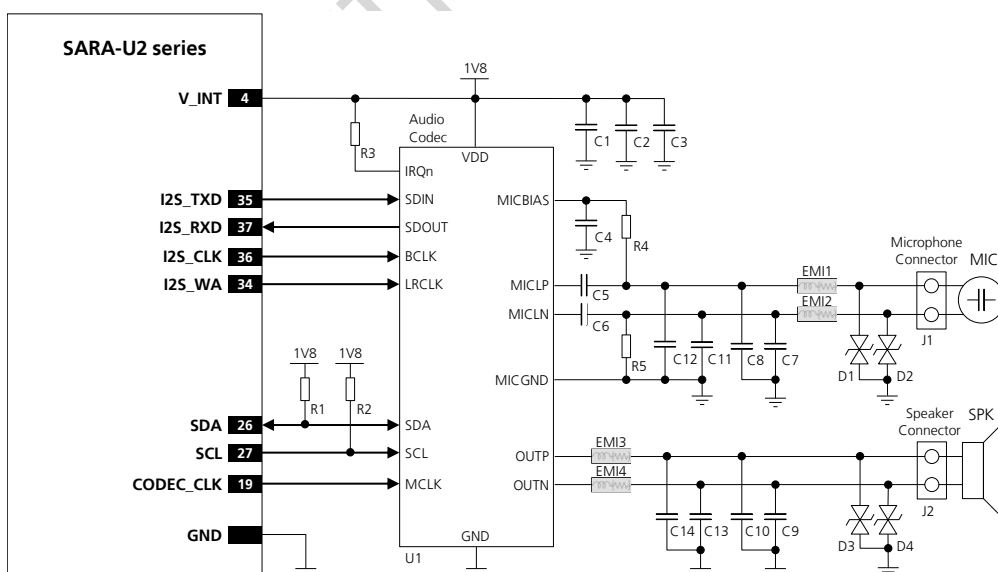 SARA-U2 series
1V8
V_INT 4
Audio
Codec
R3
VDD
C1 C2 C3
IRQn
I2S_TXD 35 SDIN MICBIAS
I2S_RXD 37 SDOUT
C4 R4
I2S_CLK 36 BCLK
Microphone
Connector MIC
I2S_WA 34 LRCLK MICLP
EMI1
C5
EMI2
MICLN
C6
J1
1V8 1V8
R5 C12 C11 C8 C7
MICGND D1 D2
R1 R2
Speaker
Connector SPK
SDA 26 SDA
EMI3
SCL 27 SCL OUTP
EMI4
CODEC_CLK 19 MCLK OUTN
J2
GND
C14 C13 C10 C9 D3 D4
GND
U1